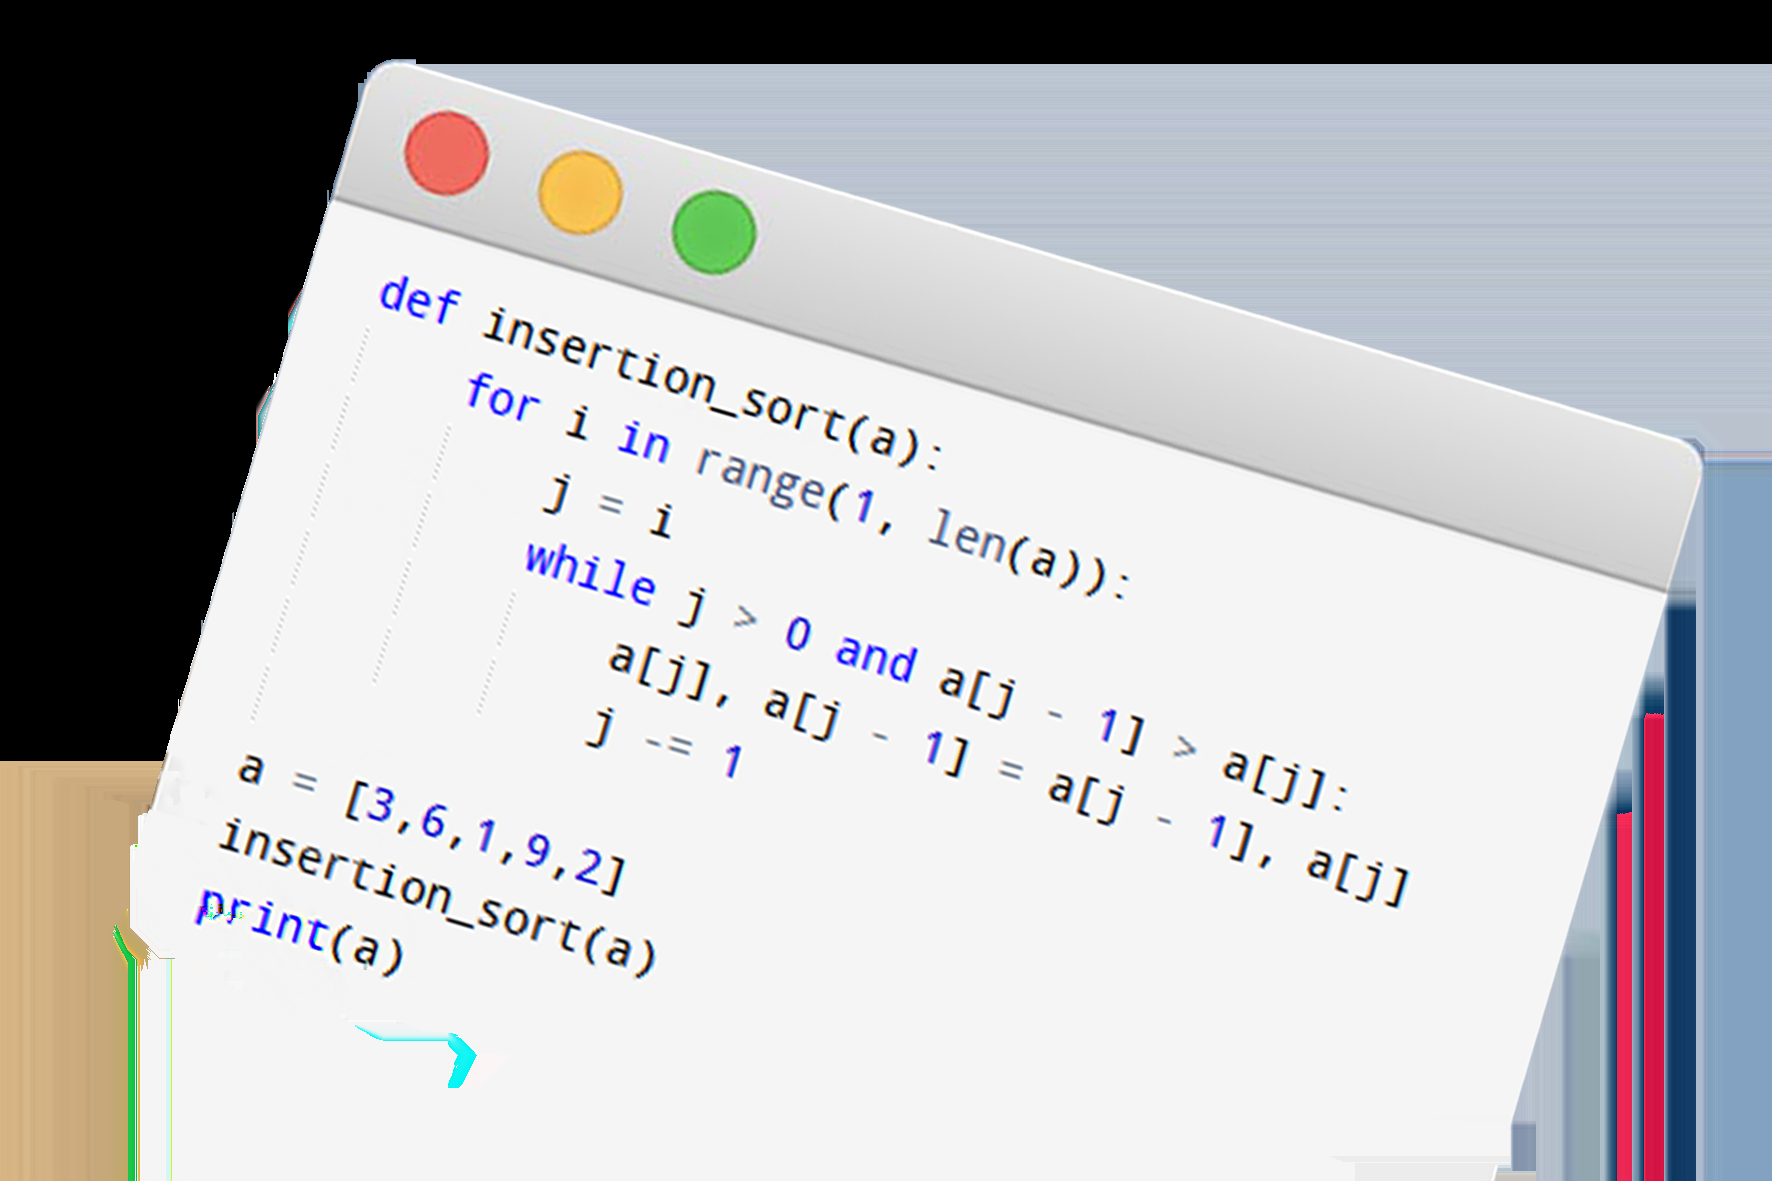 def insertion_sort(a):
    for i in range(1, len(a)):
        j = i
        while j > 0 and a[j - 1] > a[j]:
            a[j], a[j - 1] = a[j - 1], a[j]
            j -= 1
a = [3,6,1,9,2]
insertion_sort(a)
print(a)